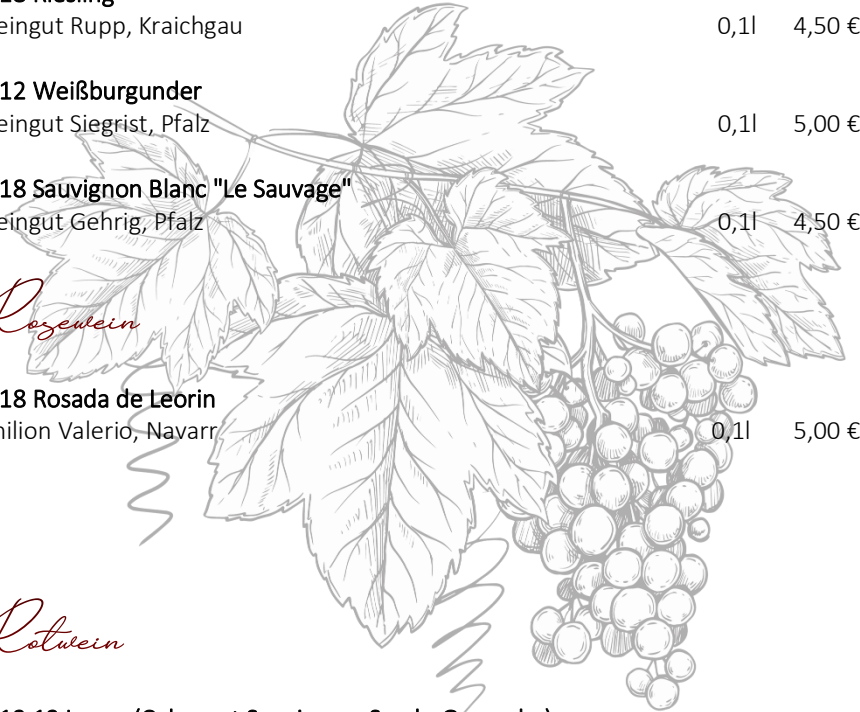 Riesling
eingut Rupp, Kraichgau 0,1l 4,50 €
12 Weißburgunder
eingut Siegrist, Pfalz 0,1l 5,00 €
18 Sauvignon Blanc "Le Sauvage"
eingut Gehrig, Pfalz 0,1l 4,50 €
Rosewein
18 Rosada de Leorin
ilion Valerio, Navarr 0,1l 5,00 €
Rotwein